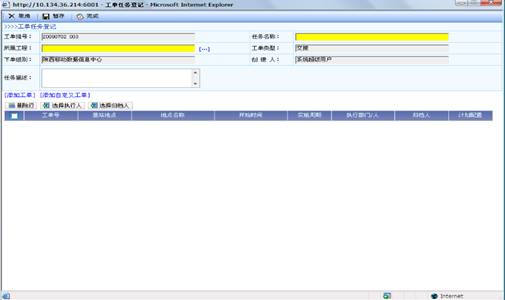 http://10.134.36.214:6001 - 工单任务登记 - Microsoft Internet Explorer
取消 暂存 完成
>>>>工单任务登记
工单批号： 20090702 003 任务名称：
所属工程： [...] 工单类型： 交接
下单组别： 陕西移动数据信息中心 创建人： 系统超级用户
任务描述：
[添加工单] [添加自定义工单]
删除行 选择执行人 选择归档人
工单号 基站地点 地点名称 开始时间 实施周期 执行部门/人 归档人 计划配置
Internet